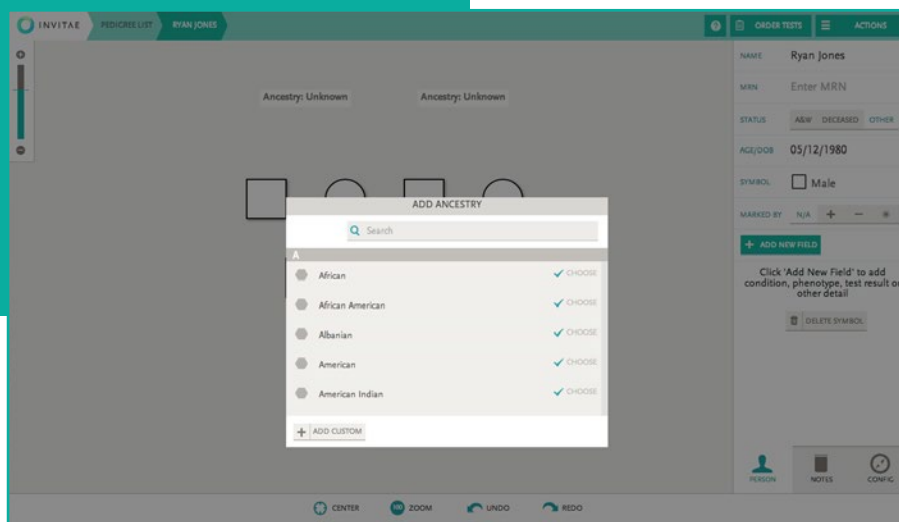 INVITAE
PEDIGREE LIST
RYAN JONES
?
ORDER TESTS
ACTIONS
Ancestry: Unknown
Ancestry: Unknown
ADD ANCESTRY
Search
A
African
CHOOSE
African American
CHOOSE
Albanian
CHOOSE
American
CHOOSE
American Indian
CHOOSE
+ ADD CUSTOM
NAME Ryan Jones
MRN Enter MRN
STATUS A&W DECEASED OTHER
AGE/DOB 05/12/1980
SYMBOL Male
MARKED BY N/A + −
+ ADD NEW FIELD
Click 'Add New Field' to add
condition, phenotype, test result or
other detail
DELETE SYMBOL
PERSON
NOTES
CONFIG
CENTER
100 ZOOM
UNDO
REDO